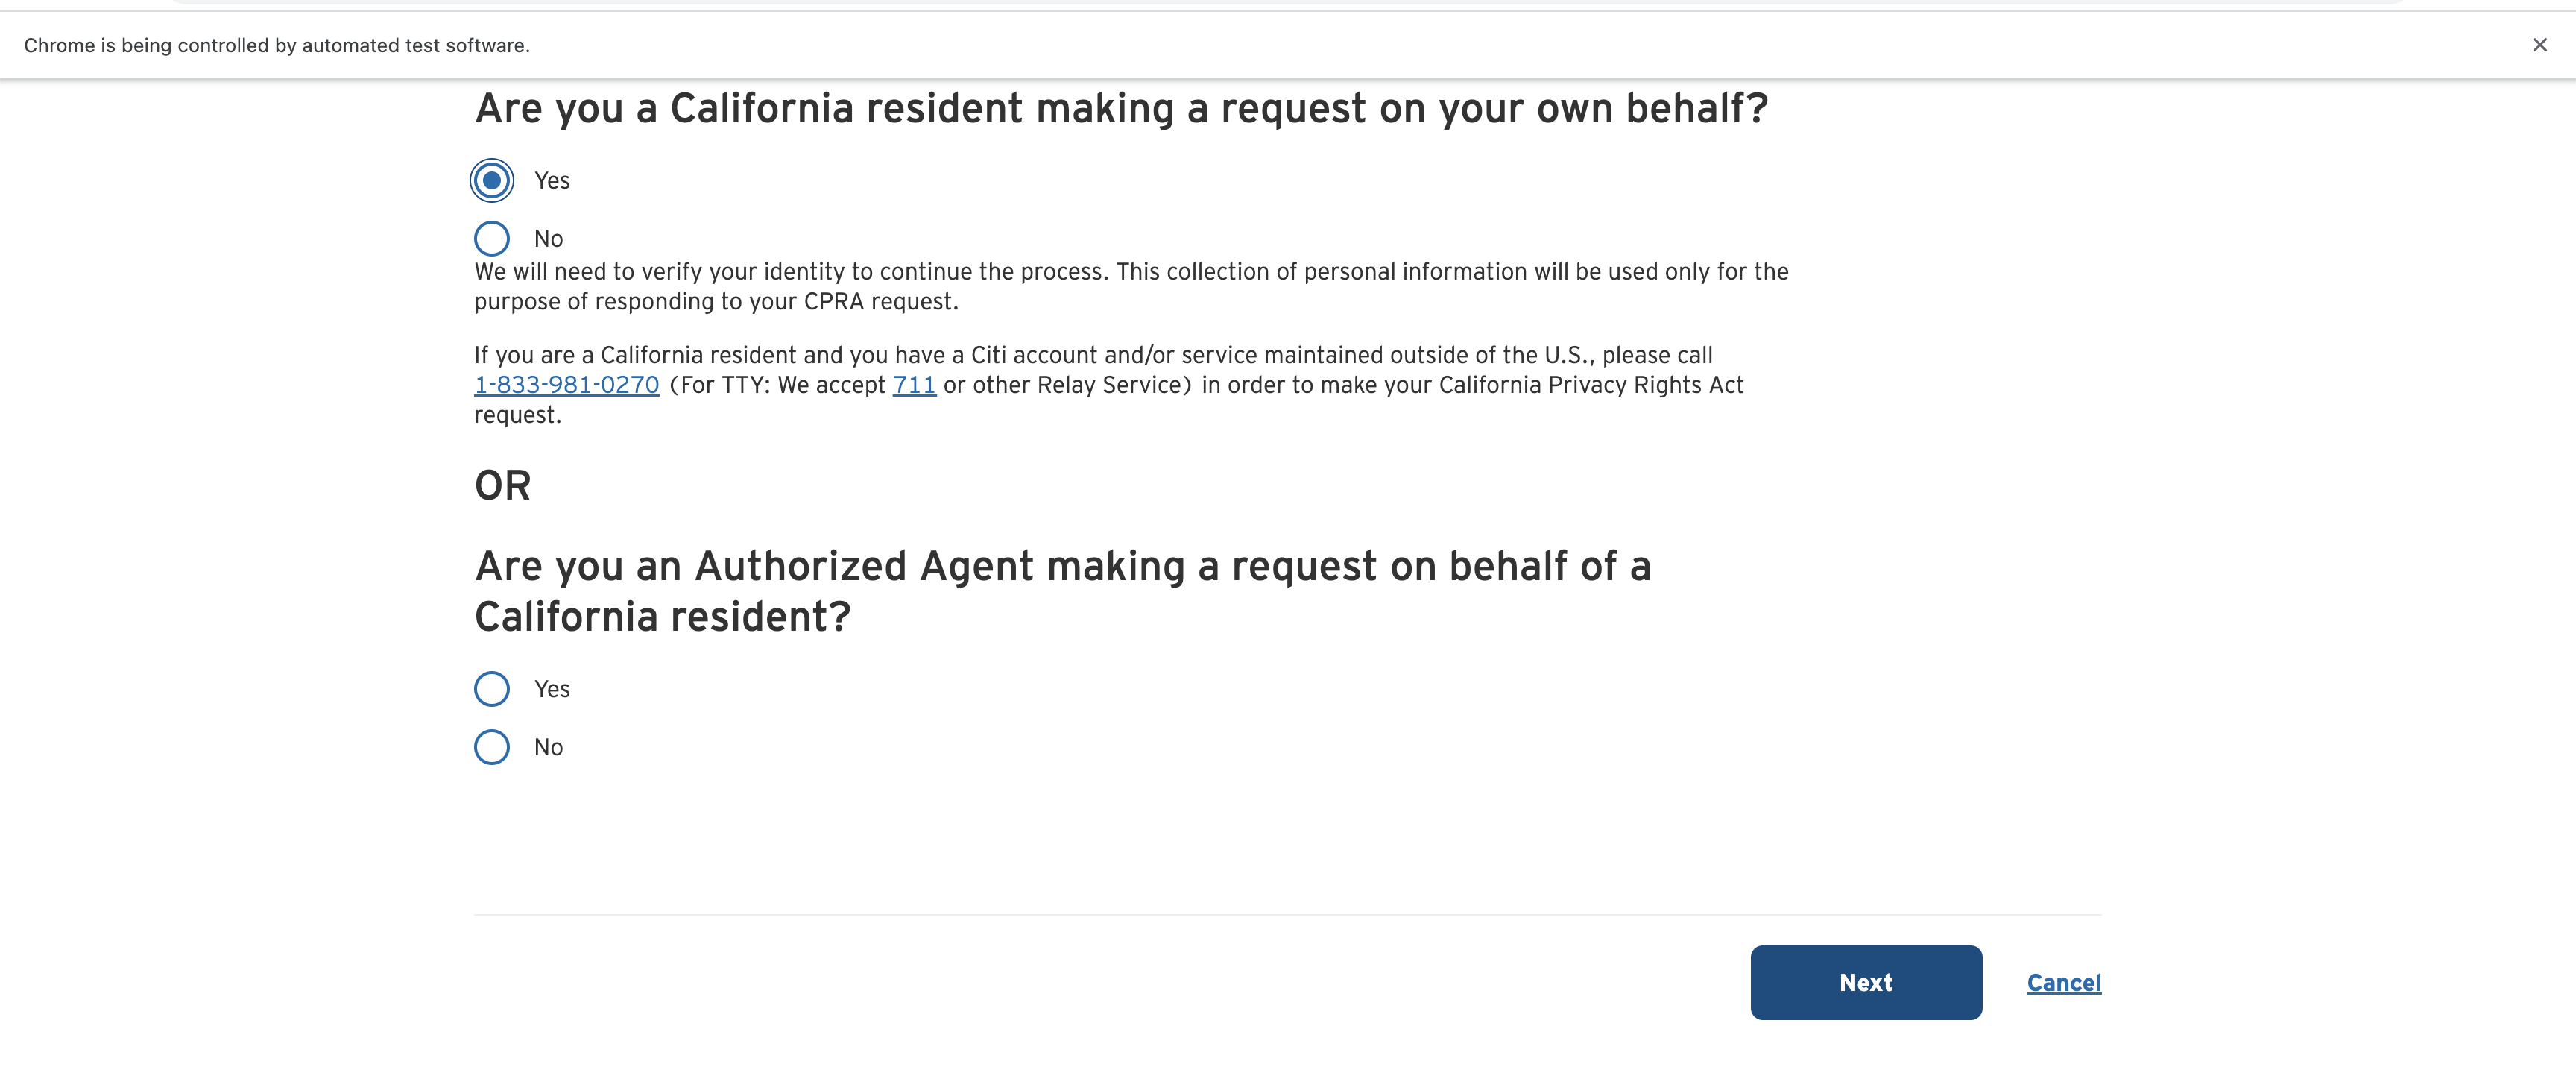 Chrome is being controlled by automated test software.
Are you a California resident making a request on your own behalf?
Yes
No
We will need to verify your identity to continue the process. This collection of personal information will be used only for the
purpose of responding to your CPRA request.
If you are a California resident and you have a Citi account and/or service maintained outside of the U.S., please call
1-833-981-0270 (For TTY: We accept 711 or other Relay Service) in order to make your California Privacy Rights Act
request.
OR
Are you an Authorized Agent making a request on behalf of a
California resident?
Yes
No
Next
Cancel